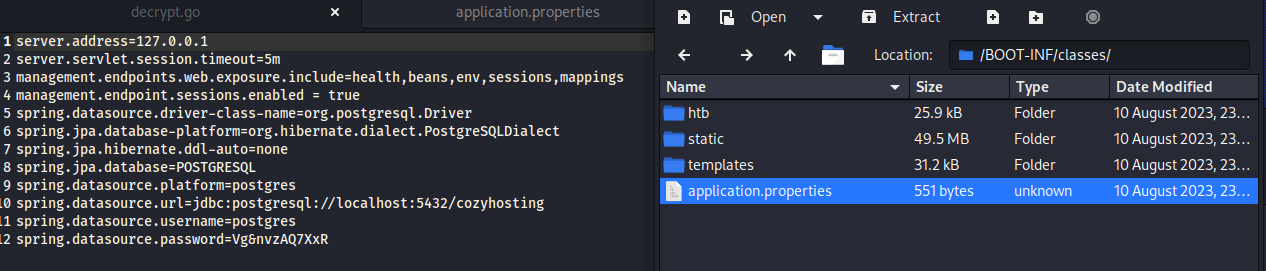 decrypt.go
application.properties
1 server.address=127.0.0.1
2 server.servlet.session.timeout=5m
3 management.endpoints.web.exposure.include=health,beans,env,sessions,mappings
4 management.endpoint.sessions.enabled = true
5 spring.datasource.driver-class-name=org.postgresql.Driver
6 spring.jpa.database-platform=org.hibernate.dialect.PostgreSQLDialect
7 spring.jpa.hibernate.ddl-auto=none
8 spring.jpa.database=POSTGRESQL
9 spring.datasource.platform=postgres
10 spring.datasource.url=jdbc:postgresql://localhost:5432/cozyhosting
11 spring.datasource.username=postgres
12 spring.datasource.password=Vg&nvzAQ7XxR
Open Extract
Location: /BOOT-INF/classes/
Name Size Type Date Modified
htb 25.9 kB Folder 10 August 2023, 23...
static 49.5 MB Folder 10 August 2023, 23...
templates 31.2 kB Folder 10 August 2023, 23...
application.properties 551 bytes unknown 10 August 2023, 23...